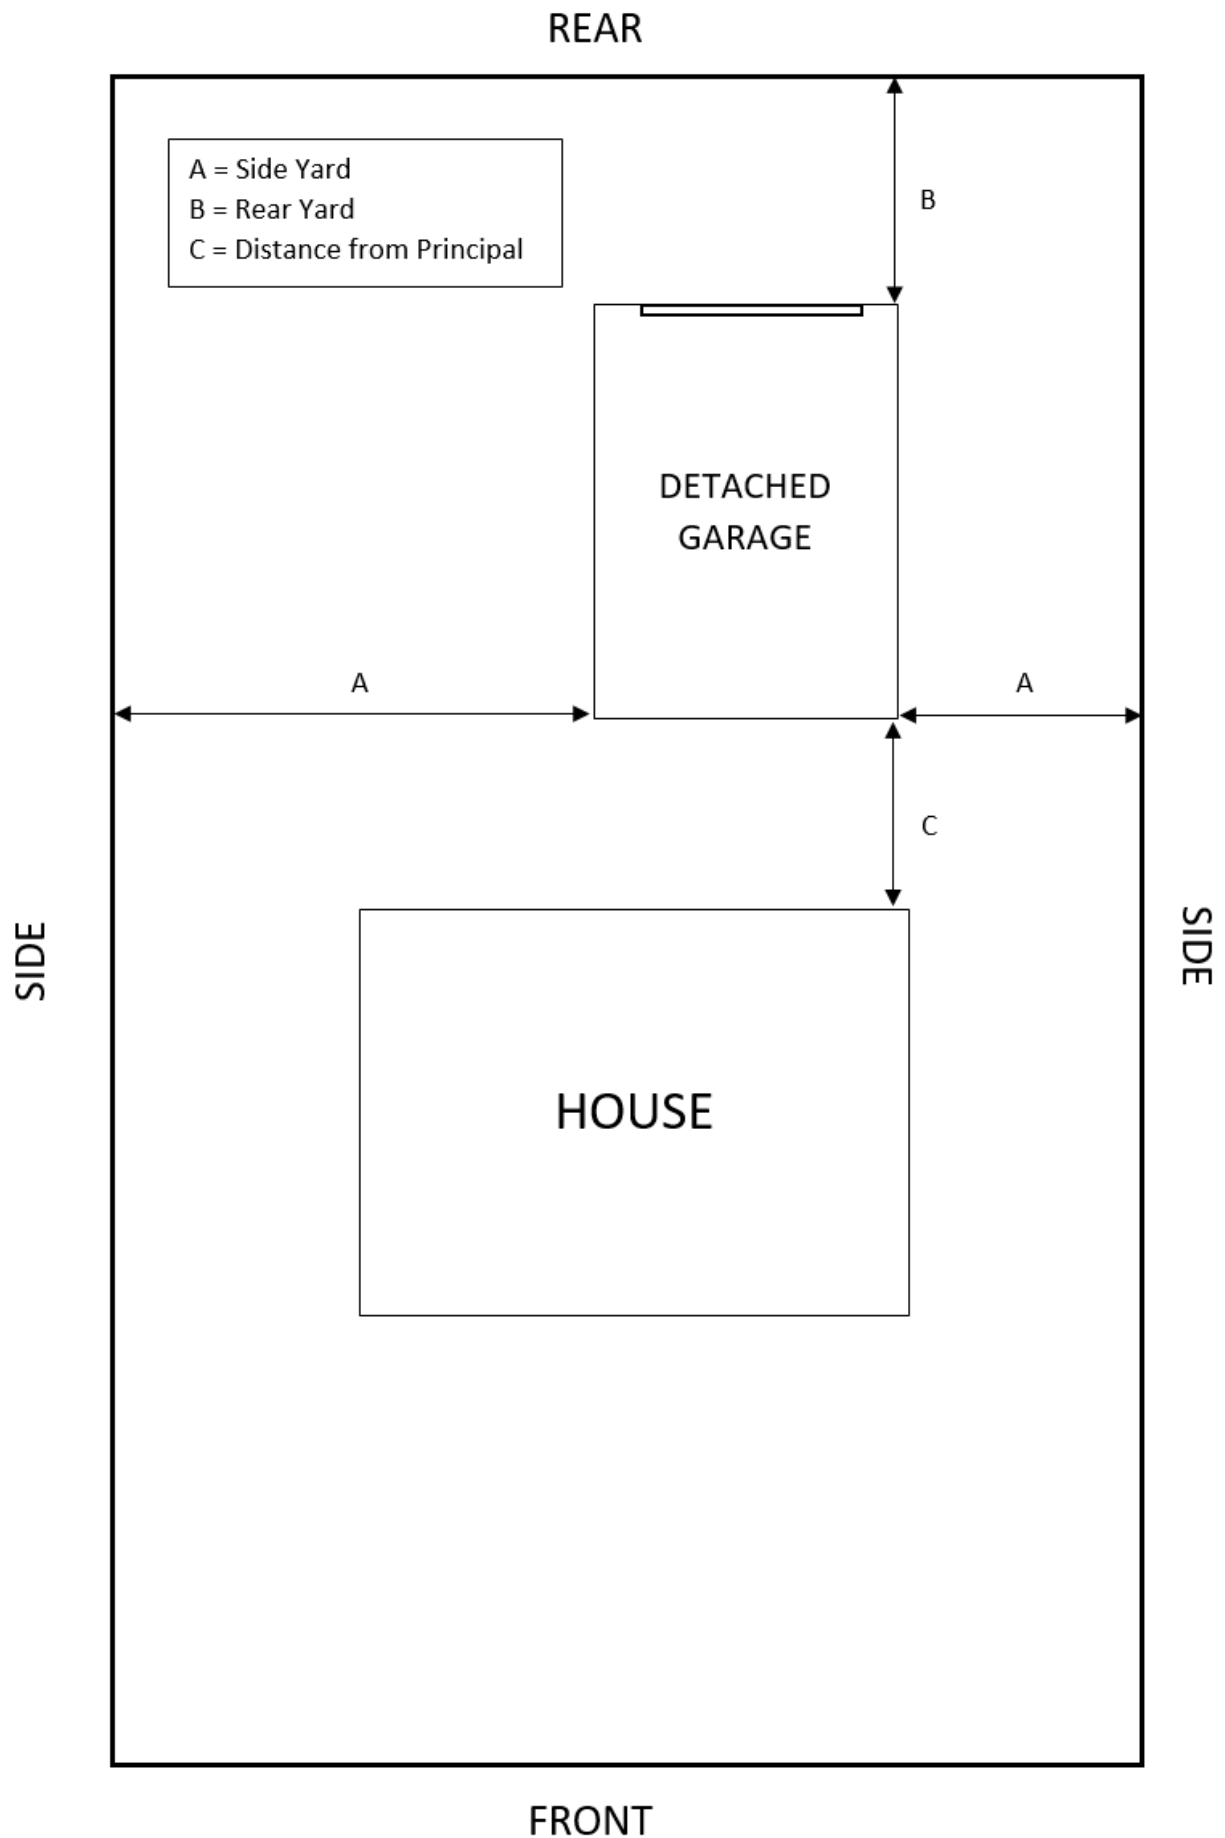 REAR
A = Side Yard
B = Rear Yard
C = Distance from Principal
B
DETACHED
GARAGE
A
A
C
SIDE
SIDE
HOUSE
FRONT